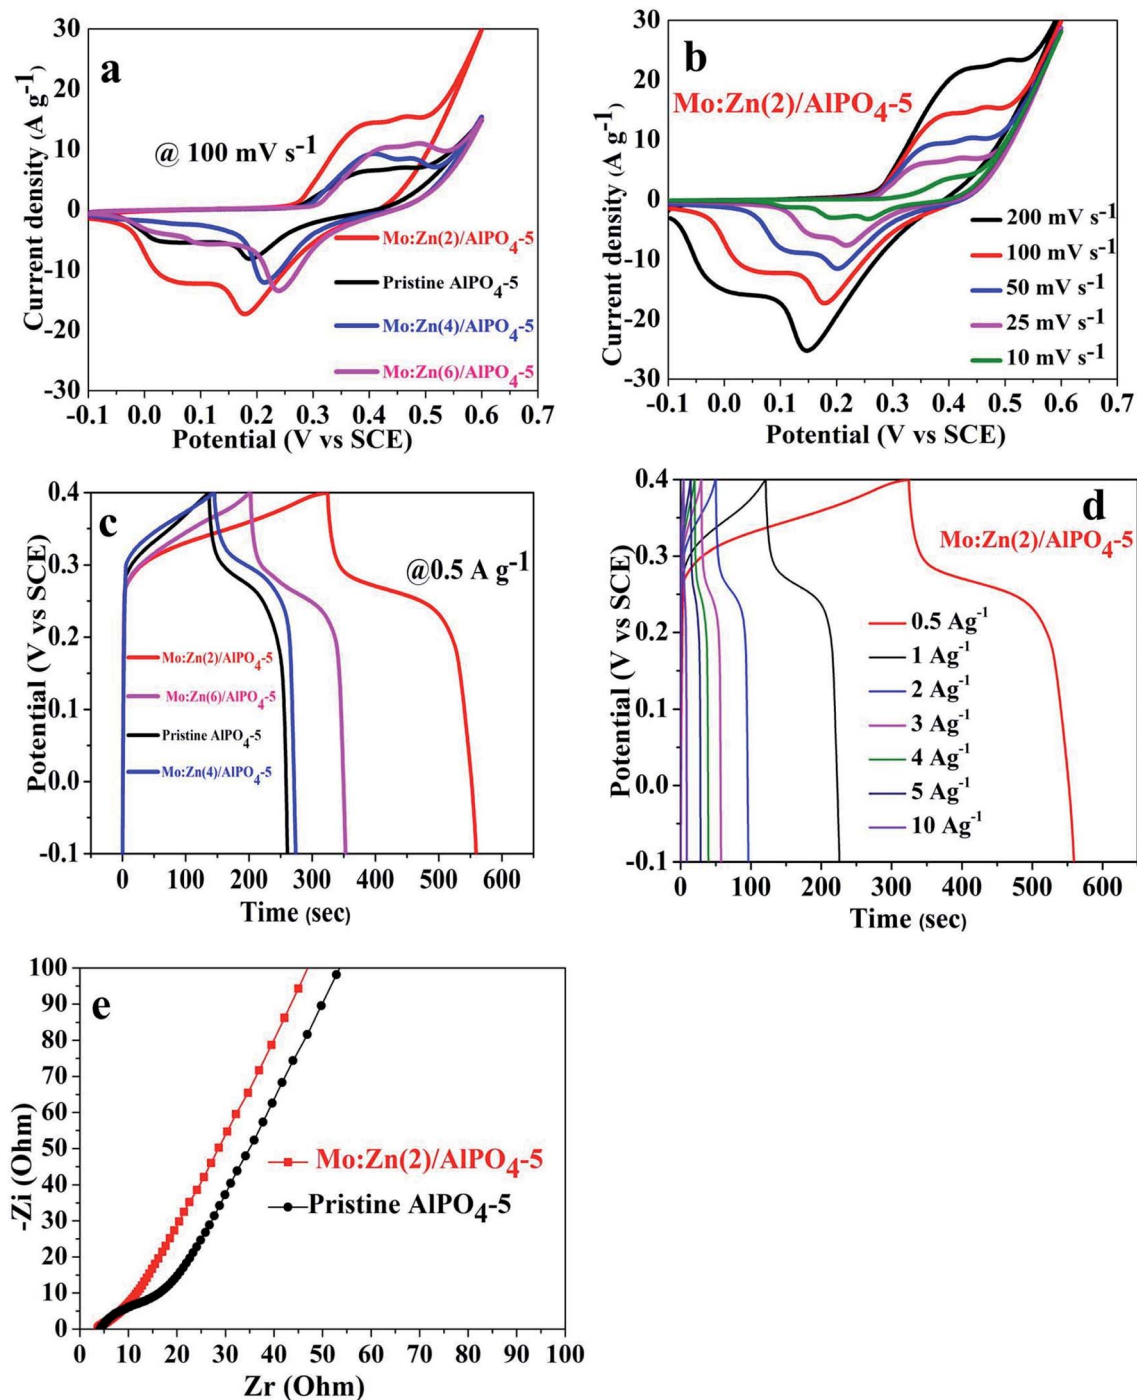 a
@ 100 mV s-1
Mo:Zn(2)/AlPO4-5
Pristine AlPO4-5
Mo:Zn(4)/AlPO4-5
Mo:Zn(6)/AlPO4-5
Current density (A g-1)
30
20
10
0
-10
-20
-30
-0.1 0.0 0.1 0.2 0.3 0.4 0.5 0.6 0.7
Potential (V vs SCE)
b
Mo:Zn(2)/AlPO4-5
200 mV s-1
100 mV s-1
50 mV s-1
25 mV s-1
10 mV s-1
Current density (A g-1)
30
20
10
0
-10
-20
-30
-0.1 0.0 0.1 0.2 0.3 0.4 0.5 0.6 0.7
Potential (V vs SCE)
c
@0.5 A g-1
Mo:Zn(2)/AlPO4-5
Mo:Zn(6)/AlPO4-5
Pristine AlPO4-5
Mo:Zn(4)/AlPO4-5
Potential (V vs SCE)
0.4
0.3
0.2
0.1
0.0
-0.1
0 100 200 300 400 500 600
Time (sec)
d
Mo:Zn(2)/AlPO4-5
0.5 Ag-1
1 Ag-1
2 Ag-1
3 Ag-1
4 Ag-1
5 Ag-1
10 Ag-1
Potential (V vs SCE)
0.4
0.3
0.2
0.1
0.0
-0.1
0 100 200 300 400 500 600
Time (sec)
e
Mo:Zn(2)/AlPO4-5
Pristine AlPO4-5
-Zi (Ohm)
100
90
80
70
60
50
40
30
20
10
0
0 10 20 30 40 50 60 70 80 90 100
Zr (Ohm)